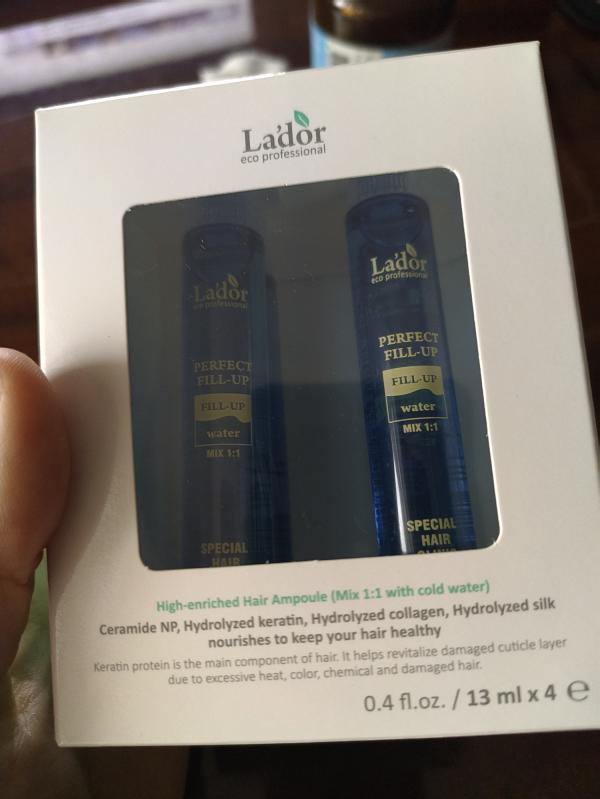 La'dor
eco professional
La'dor
eco professional
PERFECT
FILL-UP
FILL-UP
water
MIX 1:1
SPECIAL
HAIR
La'dor
eco professional
PERFECT
FILL-UP
FILL-UP
water
MIX 1:1
SPECIAL
HAIR
High-enriched Hair Ampoule (Mix 1:1 with cold water)
Ceramide NP, Hydrolyzed keratin, Hydrolyzed collagen, Hydrolyzed silk
nourishes to keep your hair healthy
Keratin protein is the main component of hair. It helps revitalize damaged cuticle layer
due to excessive heat, color, chemical and damaged hair.
0.4 fl.oz. / 13 ml x 4 ℮